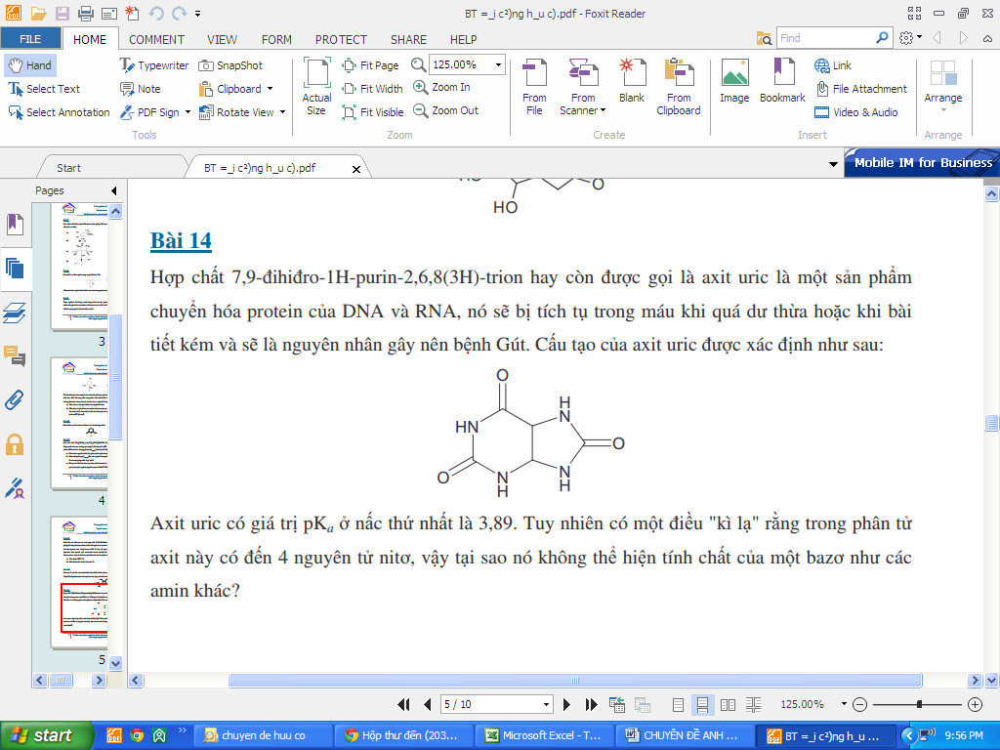 BT =_i c²)ng h_u c).pdf - Foxit Reader
FILE HOME COMMENT VIEW FORM PROTECT SHARE HELP
Find
Hand Typewriter SnapShot Fit Page 125.00%
Select Text Note Clipboard Fit Width Zoom In
Select Annotation PDF Sign Rotate View Fit Visible Zoom Out
Actual Size
From File
From Scanner
Blank
From Clipboard
Image
Bookmark
Link
File Attachment
Video & Audio
Arrange
Tools Zoom Create Insert Arrange
Start BT =_i c²)ng h_u c).pdf x Mobile IM for Business
Pages
3
4
5
O
HO
Bài 14
Hợp chất 7,9-đihiđro-1H-purin-2,6,8(3H)-trion hay còn được gọi là axit uric là một sản phẩm
chuyển hóa protein của DNA và RNA, nó sẽ bị tích tụ trong máu khi quá dư thừa hoặc khi bài
tiết kém và sẽ là nguyên nhân gây nên bệnh Gút. Cấu tạo của axit uric được xác định như sau:
O
H
N
HN
O
O
N
H
N
H
Axit uric có giá trị pKa ở nấc thứ nhất là 3,89. Tuy nhiên có một điều "kì lạ" rằng trong phân tử
axit này có đến 4 nguyên tử nitơ, vậy tại sao nó không thể hiện tính chất của một bazơ như các
amin khác?
5 / 10 125.00%
start chuyen de huu co Hộp thư đến (203... Microsoft Excel - T... CHUYÊN ĐỀ ANH ... BT =_i c²)ng h_u ... 9:56 PM